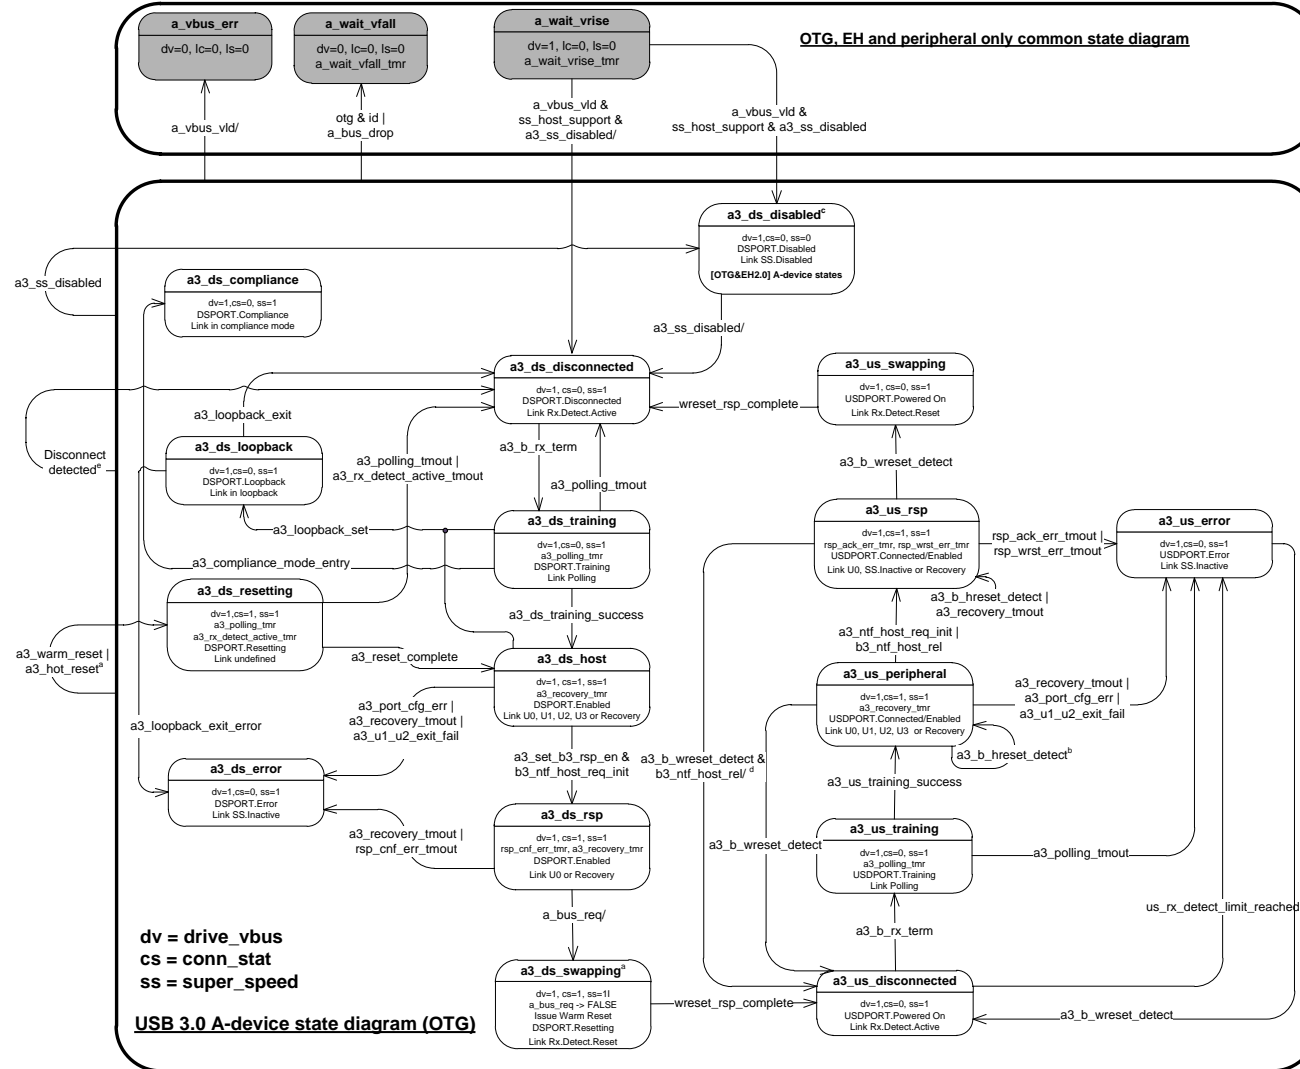 a_vbus_err
dv=0, lc=0, ls=0
a_wait_vfall
dv=0, lc=0, ls=0
a_wait_vfall_tmr
a_wait_vrise
dv=1, lc=0, ls=0
a_wait_vrise_tmr
OTG, EH and peripheral only common state diagram
a_vbus_vld/
otg & id |
a_bus_drop
a_vbus_vld &
ss_host_support &
a3_ss_disabled/
a_vbus_vld &
ss_host_support & a3_ss_disabled
a3_ds_disabledc
dv=1,cs=0, ss=0
DSPORT.Disabled
Link SS.Disabled
[OTG&EH2.0] A-device states
a3_ss_disabled
a3_ds_compliance
dv=1,cs=0, ss=1
DSPORT.Compliance
Link in compliance mode
a3_ss_disabled/
a3_ds_disconnected
dv=1, cs=0, ss=1
DSPORT.Disconnected
Link Rx.Detect.Active
a3_us_swapping
dv=1, cs=0, ss=1
USDPORT.Powered On
Link Rx.Detect.Reset
wreset_rsp_complete
a3_loopback_exit
Disconnect
detectede
a3_ds_loopback
dv=1,cs=0, ss=1
DSPORT.Loopback
Link in loopback
a3_polling_tmout |
a3_rx_detect_active_tmout
a3_b_rx_term
a3_polling_tmout
a3_b_wreset_detect
a3_loopback_set
a3_ds_training
dv=1,cs=0, ss=1
a3_polling_tmr
DSPORT.Training
Link Polling
a3_us_rsp
dv=1,cs=1, ss=1
rsp_ack_err_tmr, rsp_wrst_err_tmr
USDPORT.Connected/Enabled
Link U0, SS.Inactive or Recovery
rsp_ack_err_tmout |
rsp_wrst_err_tmout
a3_us_error
dv=1,cs=0, ss=1
USDPORT.Error
Link SS.Inactive
a3_compliance_mode_entry
a3_ds_resetting
dv=1,cs=1, ss=1
a3_polling_tmr
a3_rx_detect_active_tmr
DSPORT.Resetting
Link undefined
a3_b_hreset_detect |
a3_recovery_tmout
a3_ds_training_success
a3_warm_reset |
a3_hot_reseta
a3_reset_complete
a3_ntf_host_req_init |
b3_ntf_host_rel
a3_ds_host
dv=1, cs=1, ss=1
a3_recovery_tmr
DSPORT.Enabled
Link U0, U1, U2, U3 or Recovery
a3_us_peripheral
dv=1,cs=1, ss=1
a3_recovery_tmr
USDPORT.Connected/Enabled
Link U0, U1, U2, U3 or Recovery
a3_recovery_tmout |
a3_port_cfg_err |
a3_u1_u2_exit_fail
a3_port_cfg_err |
a3_recovery_tmout |
a3_u1_u2_exit_fail
a3_loopback_exit_error
a3_b_hreset_detectb
a3_set_b3_rsp_en &
b3_ntf_host_req_init
a3_b_wreset_detect &
b3_ntf_host_rel/ d
a3_us_training_success
a3_ds_error
dv=1,cs=0, ss=1
DSPORT.Error
Link SS.Inactive
a3_ds_rsp
dv=1, cs=1, ss=1
rsp_cnf_err_tmr, a3_recovery_tmr
DSPORT.Enabled
Link U0 or Recovery
a3_recovery_tmout |
rsp_cnf_err_tmout
a3_b_wreset_detect
a3_us_training
dv=1,cs=0, ss=1
a3_polling_tmr
USDPORT.Training
Link Polling
a3_polling_tmout
us_rx_detect_limit_reached
a_bus_req/
a3_b_rx_term
dv = drive_vbus
cs = conn_stat
ss = super_speed
a3_ds_swappinga
dv=1, cs=1, ss=1l
a_bus_req -> FALSE
Issue Warm Reset
DSPORT.Resetting
Link Rx.Detect.Reset
wreset_rsp_complete
a3_us_disconnected
dv=1,cs=0, ss=1
USDPORT.Powered On
Link Rx.Detect.Active
a3_b_wreset_detect
USB 3.0 A-device state diagram (OTG)